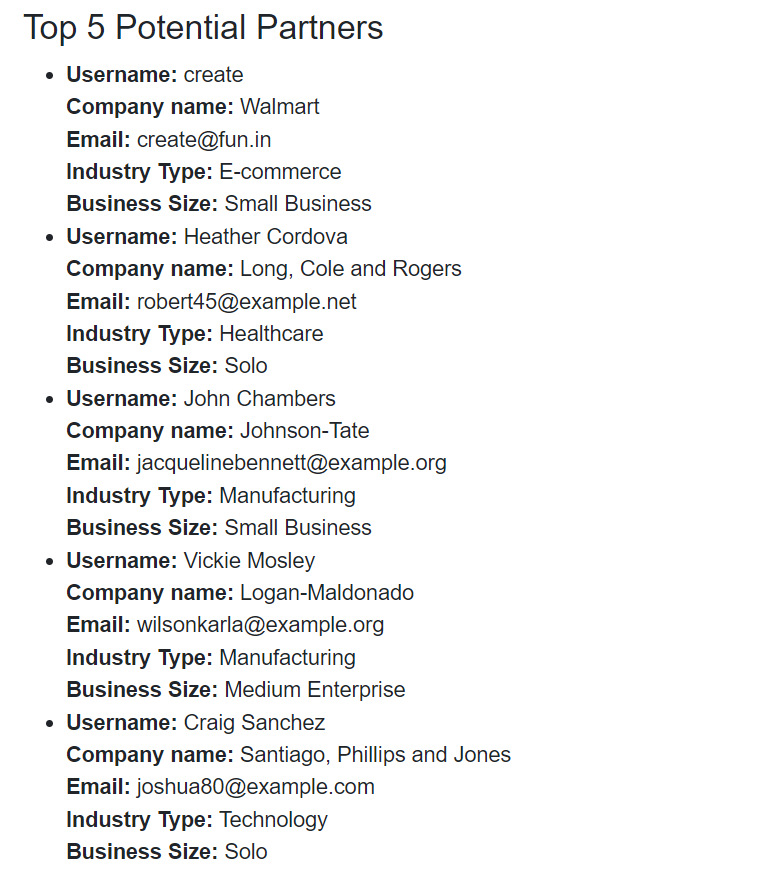 Top 5 Potential Partners
Username: create
Company name: Walmart
Email: create@fun.in
Industry Type: E-commerce
Business Size: Small Business
Username: Heather Cordova
Company name: Long, Cole and Rogers
Email: robert45@example.net
Industry Type: Healthcare
Business Size: Solo
Username: John Chambers
Company name: Johnson-Tate
Email: jacquelinebennett@example.org
Industry Type: Manufacturing
Business Size: Small Business
Username: Vickie Mosley
Company name: Logan-Maldonado
Email: wilsonkarla@example.org
Industry Type: Manufacturing
Business Size: Medium Enterprise
Username: Craig Sanchez
Company name: Santiago, Phillips and Jones
Email: joshua80@example.com
Industry Type: Technology
Business Size: Solo